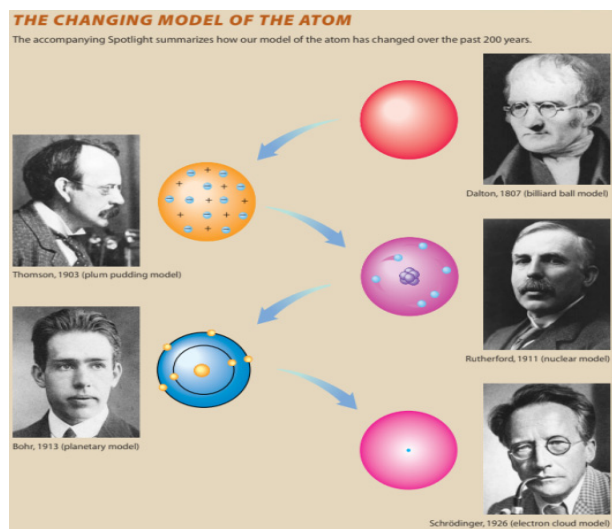 THE CHANGING MODEL OF THE ATOM
The accompanying Spotlight summarizes how our model of the atom has changed over the past 200 years.
Dalton, 1807 (billiard ball model)
Thomson, 1903 (plum pudding model)
Rutherford, 1911 (nuclear model)
Bohr, 1913 (planetary model)
Schrödinger, 1926 (electron cloud model)